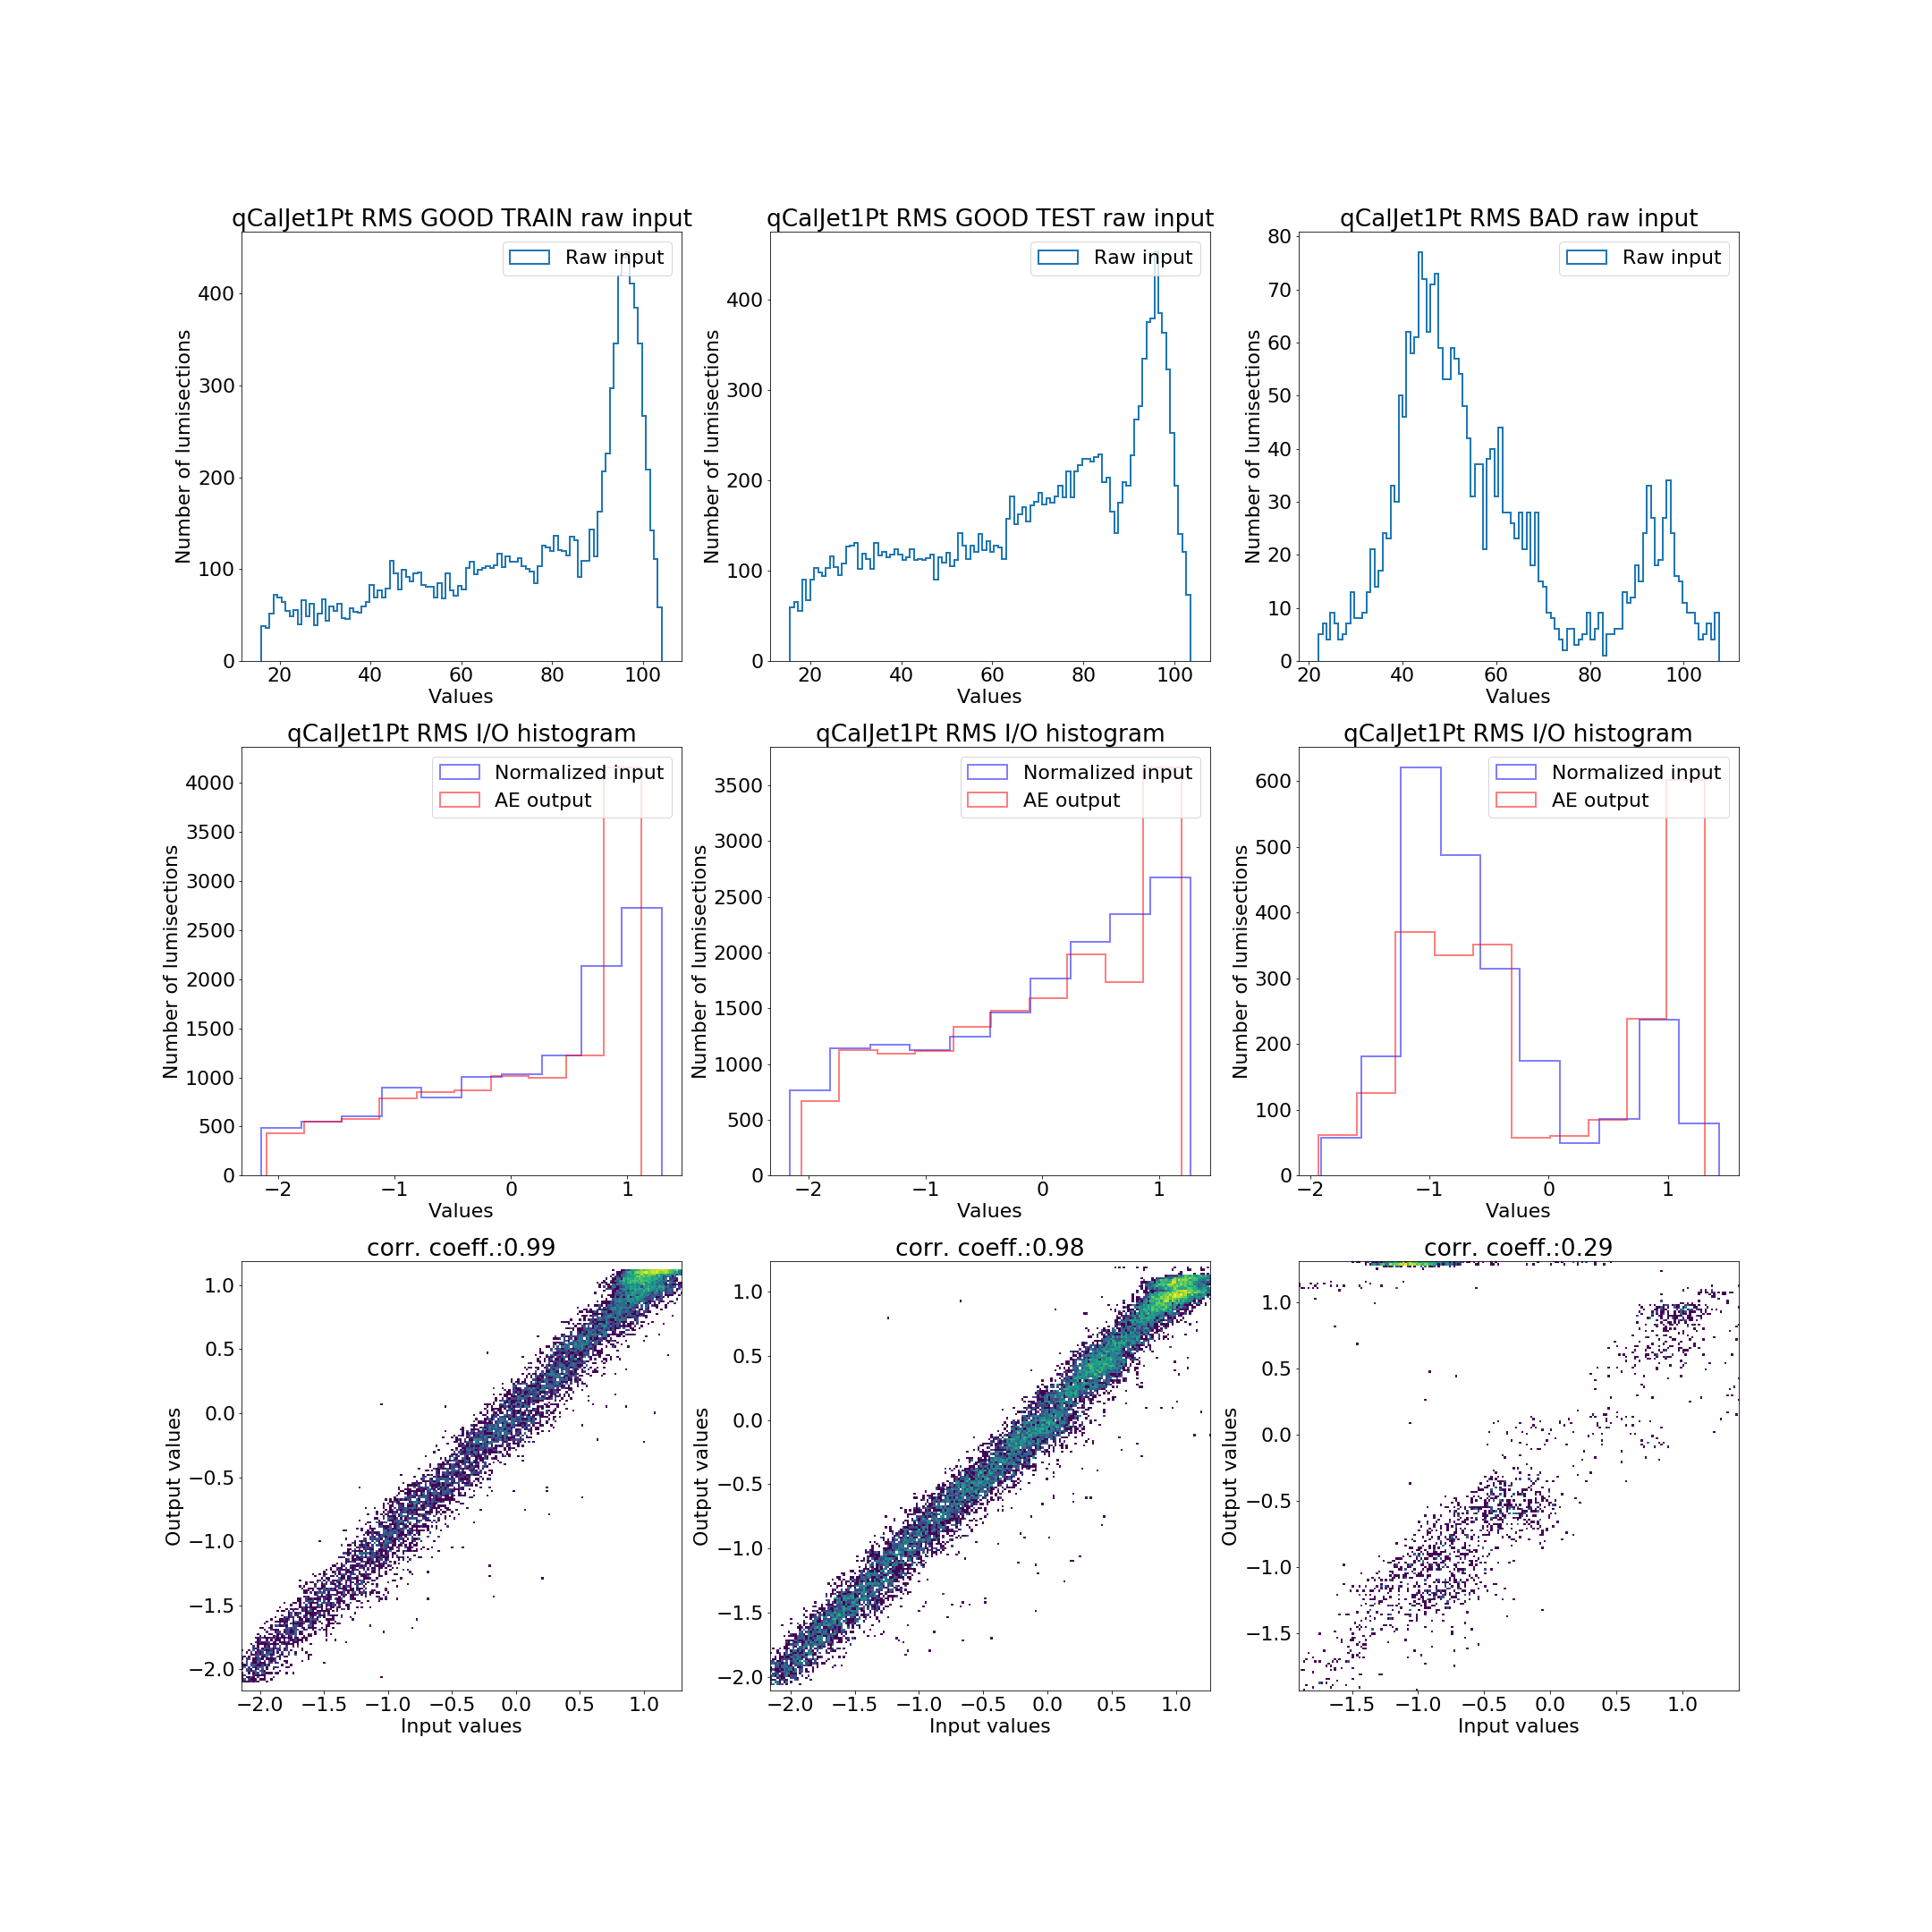 qCalJet1Pt RMS GOOD TRAIN raw input
Raw input
400
300
200
100
0
Number of lumisections
20 40 60 80 100
Values
qCalJet1Pt RMS GOOD TEST raw input
Raw input
400
300
200
100
0
Number of lumisections
20 40 60 80 100
Values
qCalJet1Pt RMS BAD raw input
Raw input
80
70
60
50
40
30
20
10
0
Number of lumisections
20 40 60 80 100
Values
qCalJet1Pt RMS I/O histogram
Normalized input
AE output
4000
3500
3000
2500
2000
1500
1000
500
0
Number of lumisections
−2 −1 0 1
Values
qCalJet1Pt RMS I/O histogram
Normalized input
AE output
3500
3000
2500
2000
1500
1000
500
0
Number of lumisections
−2 −1 0 1
Values
qCalJet1Pt RMS I/O histogram
Normalized input
AE output
600
500
400
300
200
100
0
Number of lumisections
−2 −1 0 1
Values
corr. coeff.:0.99
1.0
0.5
0.0
−0.5
−1.0
−1.5
−2.0
Output values
−2.0 −1.5 −1.0 −0.5 0.0 0.5 1.0
Input values
corr. coeff.:0.98
1.0
0.5
0.0
−0.5
−1.0
−1.5
−2.0
Output values
−2.0 −1.5 −1.0 −0.5 0.0 0.5 1.0
Input values
corr. coeff.:0.29
1.0
0.5
0.0
−0.5
−1.0
−1.5
Output values
−1.5 −1.0 −0.5 0.0 0.5 1.0
Input values